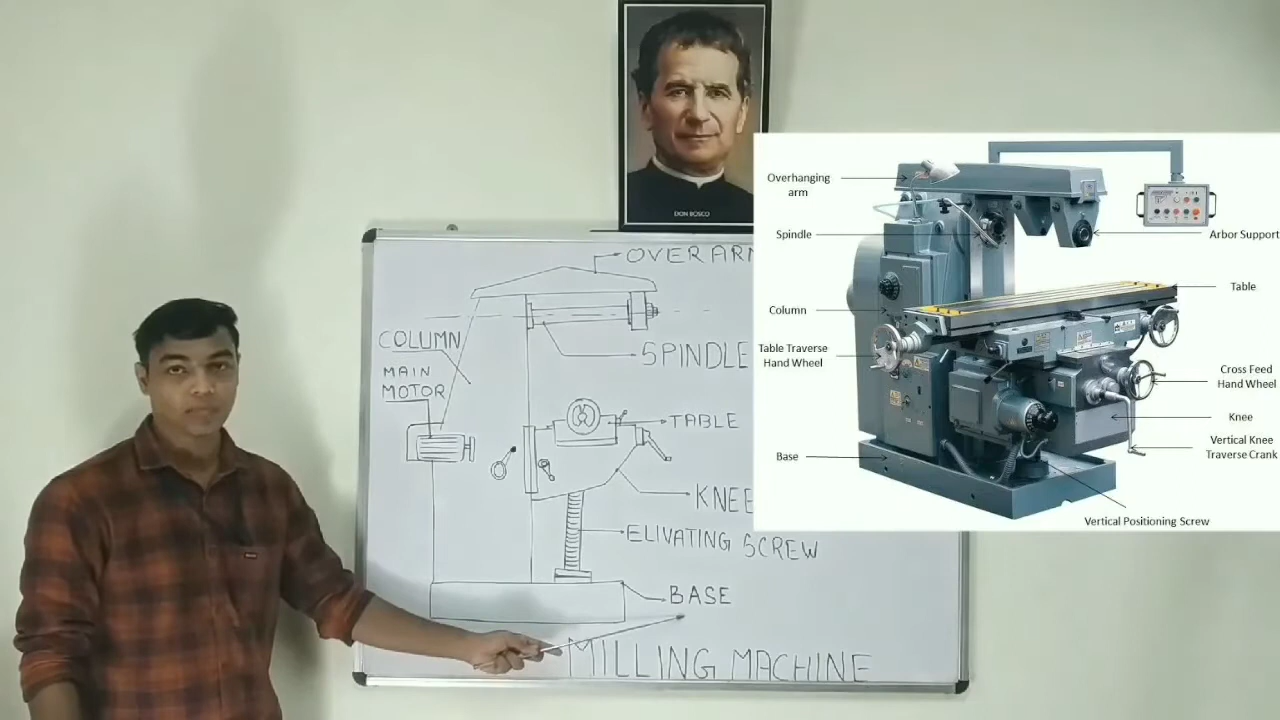 DON BOSCO
OVER ARM
COLUMN
MAIN
MOTOR
SPINDLE
TABLE
KNEE
ELIVATING SCREW
BASE
MILLING MACHINE
Overhanging
arm
Spindle
Column
Table Traverse
Hand Wheel
Base
Arbor Support
Table
Cross Feed
Hand Wheel
Knee
Vertical Knee
Traverse Crank
Vertical Positioning Screw